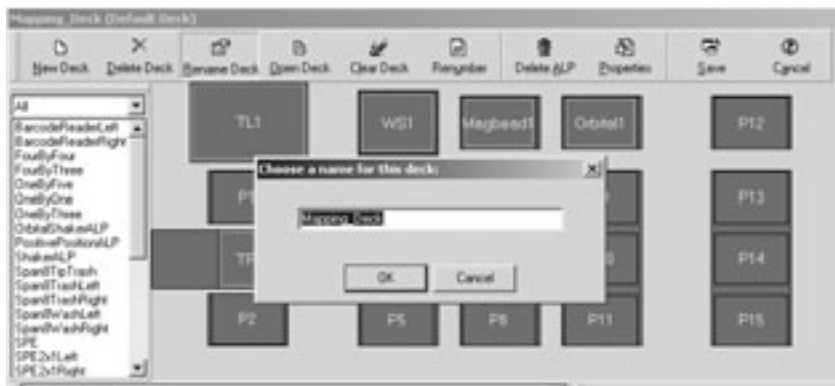 Mapping_Deck (Default Deck)
New Deck Delete Deck Rename Deck Open Deck Clear Deck Renumber Delete ALP Properties Save Cancel
All
BarcodeReaderLeft
BarcodeReaderRight
FourByFour
FourByThree
OneByFive
OneByOne
OneByThree
OrbitalShakerALP
PositivePositionALP
ShakerALP
Span8TipTrash
Span8TrashLeft
Span8TrashRight
Span8WashLeft
Span8WashRight
SPE
SPE2x1Left
SPE2x1Right
TL1 WS1 Magbead1 Orbital1 P12
Choose a name for this deck:
Mapping_Deck
OK Cancel
P13
P14
P2 P5 P8 P11 P15